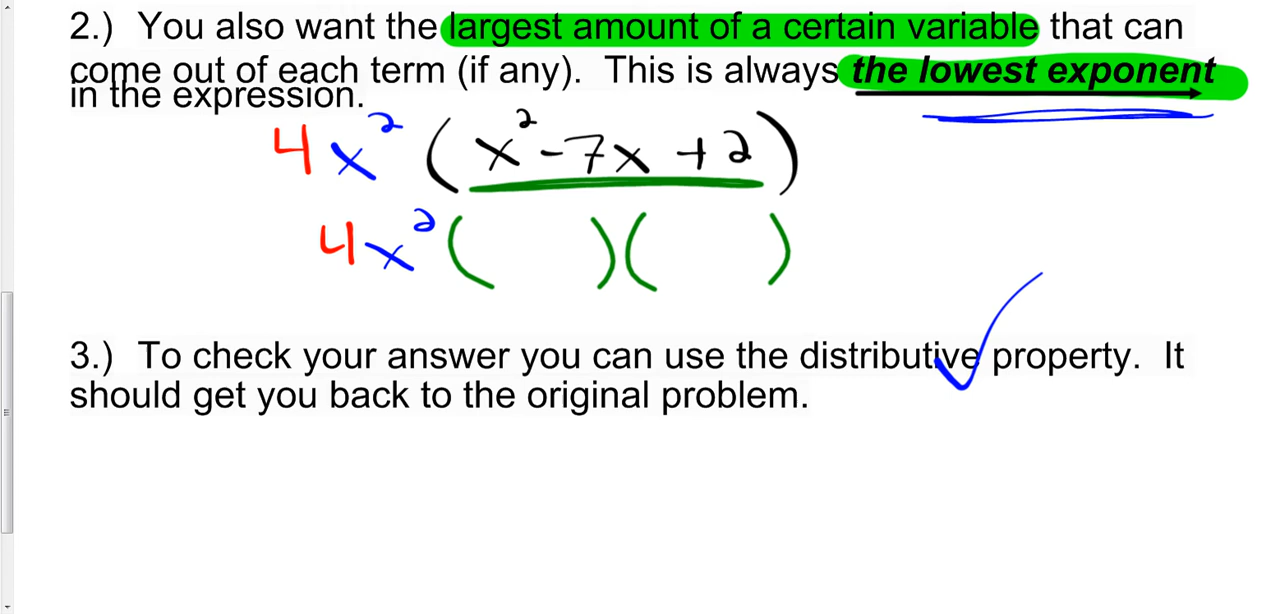 2.) You also want the largest amount of a certain variable that can
come out of each term (if any). This is always the lowest exponent
in the expression.
4x² (x² - 7x + 2)
4x² (    )(    )
3.) To check your answer you can use the distributive property. It
should get you back to the original problem.